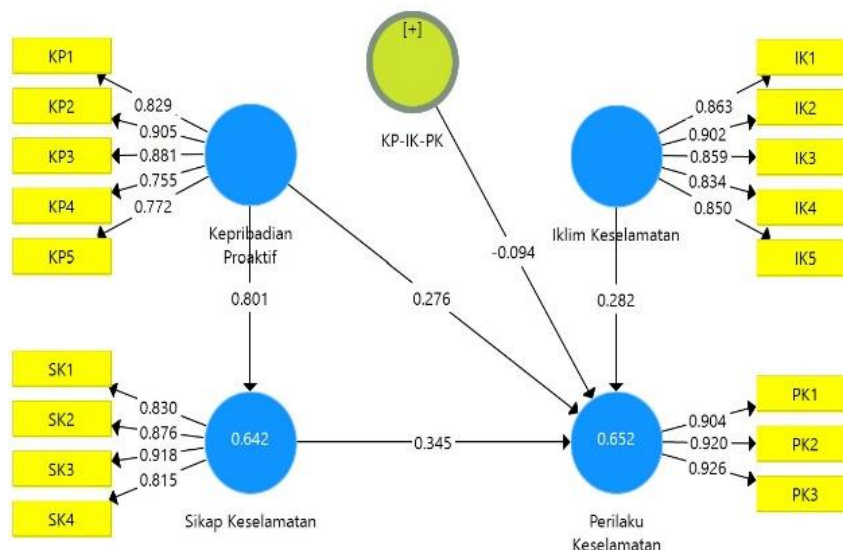 KP1
KP2
KP3
KP4
KP5
0.829
0.905
0.881
0.755
0.772
Kepribadian
Proaktif
[+]
KP-IK-PK
Iklim Keselamatan
0.863
0.902
0.859
0.834
0.850
IK1
IK2
IK3
IK4
IK5
0.801
0.276
-0.094
0.282
SK1
SK2
SK3
SK4
0.830
0.876
0.918
0.815
0.642
Sikap Keselamatan
0.345
0.652
Perilaku
Keselamatan
0.904
0.920
0.926
PK1
PK2
PK3